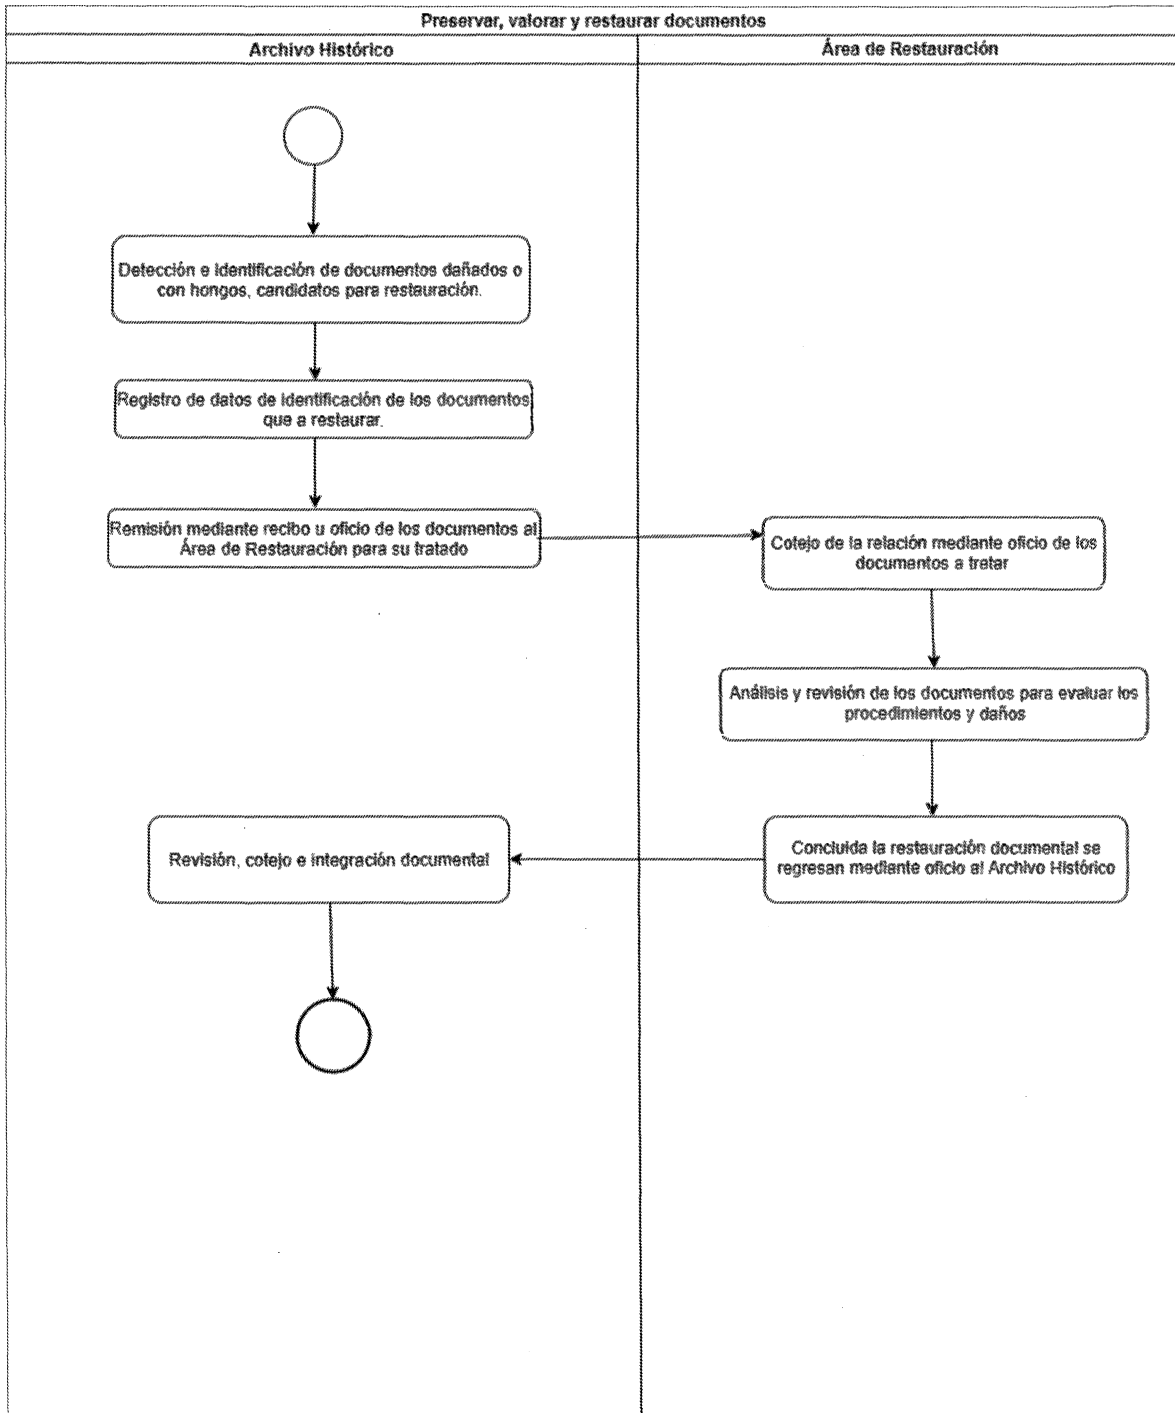 Preservar, valorar y restaurar documentos
Archivo Histórico
Área de Restauración
Detección e identificación de documentos dañados o
con hongos, candidatos para restauración.
Registro de datos de identificación de los documentos
que a restaurar.
Remisión mediante recibo u oficio de los documentos al
Área de Restauración para su tratado
Cotejo de la relación mediante oficio de los
documentos a tratar
Análisis y revisión de los documentos para evaluar los
procedimientos y daños
Concluida la restauración documental se
regresan mediante oficio al Archivo Histórico
Revisión, cotejo e integración documental